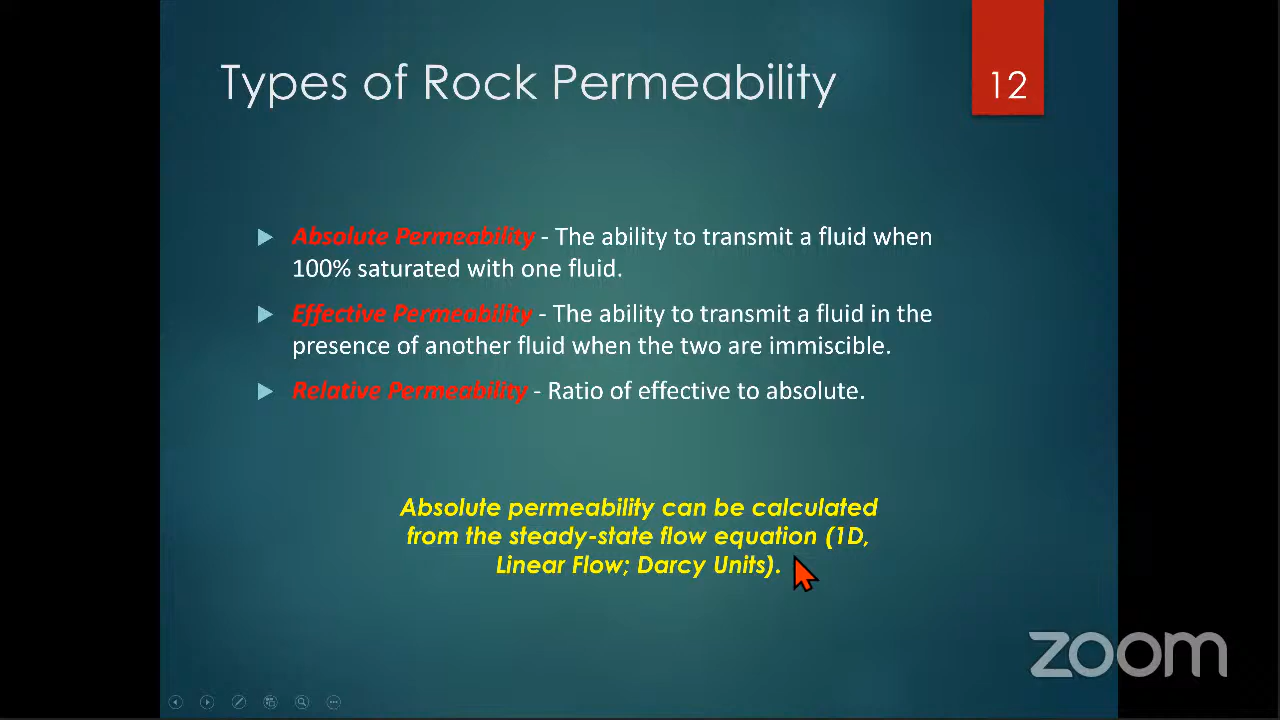 Types of Rock Permeability
12
Absolute Permeability - The ability to transmit a fluid when
100% saturated with one fluid.
Effective Permeability - The ability to transmit a fluid in the
presence of another fluid when the two are immiscible.
Relative Permeability - Ratio of effective to absolute.
Absolute permeability can be calculated
from the steady-state flow equation (1D,
Linear Flow; Darcy Units).
zoom